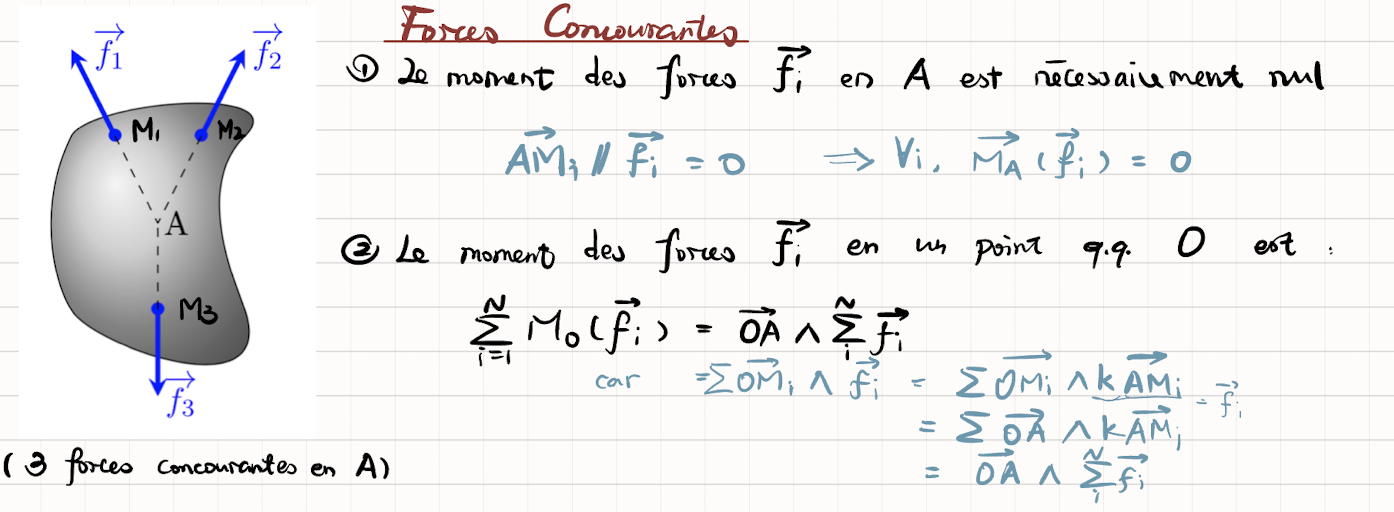 Forces Concourantes
① Le moment des forces $\vec{f_i}$ en A est nécessairement nul
$\vec{AM_i} \parallel \vec{f_i} = 0 \implies \forall i, \vec{M_A}(\vec{f_i}) = 0$
② Le moment des forces $\vec{f_i}$ en un point q.q. O est :
$\sum_{i=1}^{N} M_O(\vec{f_i}) = \vec{OA} \wedge \sum_{i}^{N} \vec{f_i}$
car $= \sum \vec{OM_i} \wedge \vec{f_i} = \sum \vec{OM_i} \wedge k\vec{AM_i}$ $= \vec{f_i}$
$= \sum \vec{OA} \wedge k\vec{AM_i}$
$= \vec{OA} \wedge \sum_{i}^{N} \vec{f_i}$
$\vec{f_1}$ $\vec{f_2}$
M₁ M₂
A
M₃
$\vec{f_3}$
(3 forces concourantes en A)